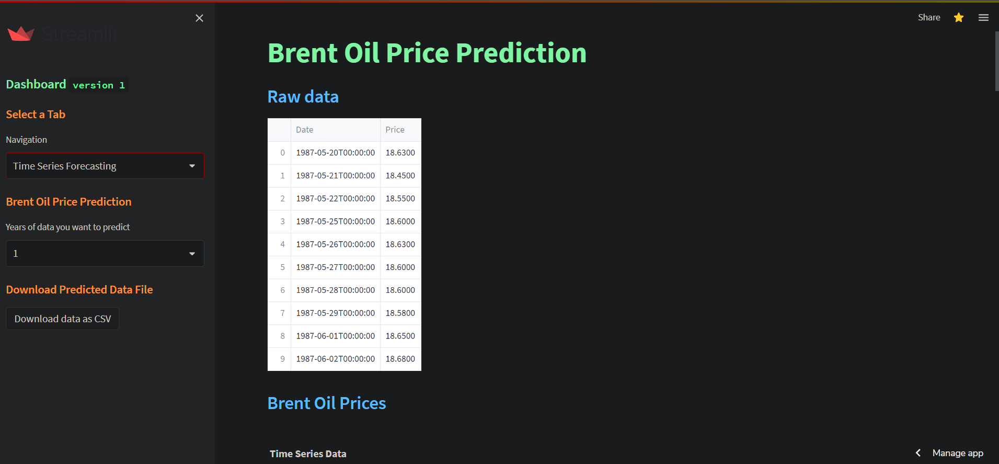 Streamlit
Dashboard version 1
Select a Tab
Navigation
Time Series Forecasting
Brent Oil Price Prediction
Years of data you want to predict
1
Download Predicted Data File
Download data as CSV
Share
Brent Oil Price Prediction
Raw data
Date Price
0 1987-05-20T00:00:00 18.6300
1 1987-05-21T00:00:00 18.4500
2 1987-05-22T00:00:00 18.5500
3 1987-05-25T00:00:00 18.6000
4 1987-05-26T00:00:00 18.6300
5 1987-05-27T00:00:00 18.6000
6 1987-05-28T00:00:00 18.6000
7 1987-05-29T00:00:00 18.5800
8 1987-06-01T00:00:00 18.6500
9 1987-06-02T00:00:00 18.6800
Brent Oil Prices
Time Series Data
Manage app